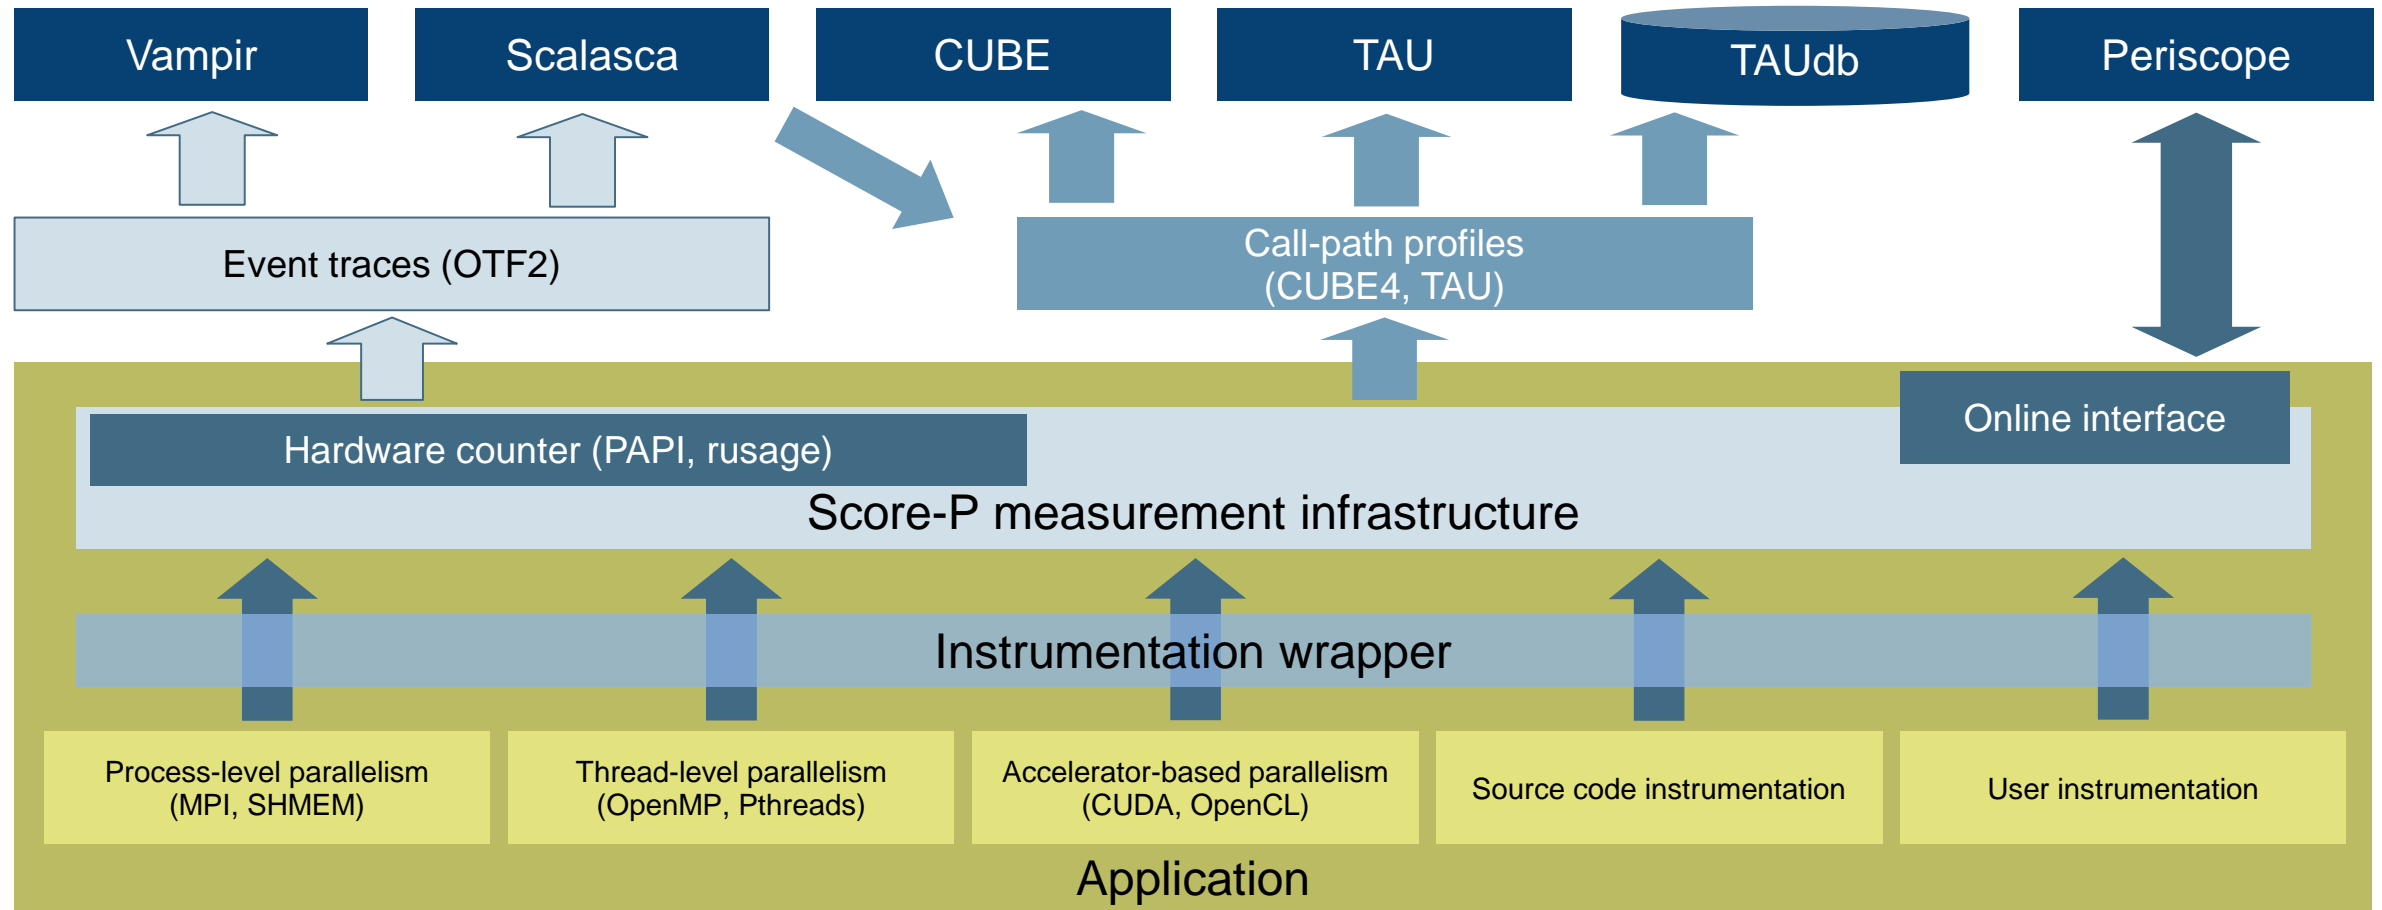 Vampir
Scalasca
CUBE
TAU
TAUdb
Periscope
Event traces (OTF2)
Call-path profiles
(CUBE4, TAU)
Online interface
Hardware counter (PAPI, rusage)
Score-P measurement infrastructure
Instrumentation wrapper
Process-level parallelism
(MPI, SHMEM)
Thread-level parallelism
(OpenMP, Pthreads)
Accelerator-based parallelism
(CUDA, OpenCL)
Source code instrumentation
User instrumentation
Application